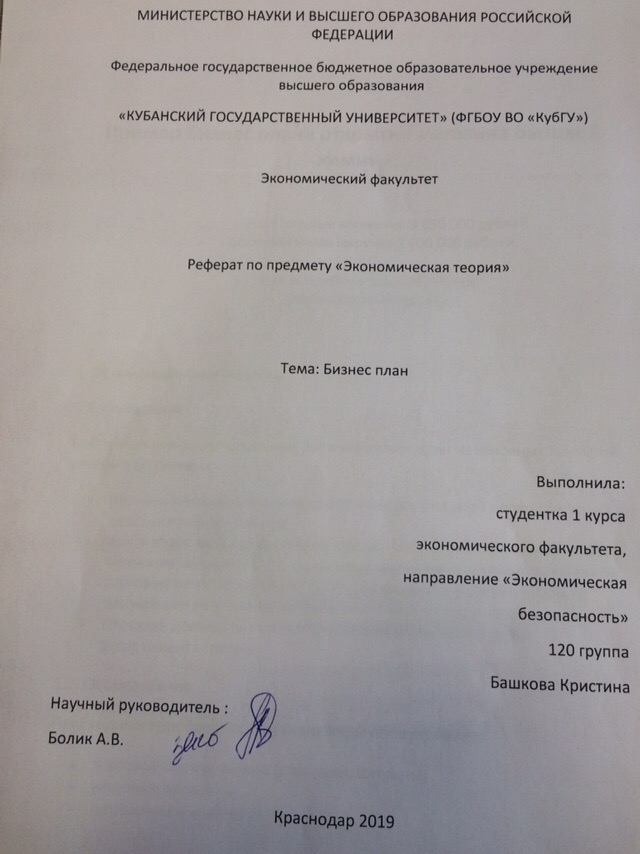 МИНИСТЕРСТВО НАУКИ И ВЫСШЕГО ОБРАЗОВАНИЯ РОССИЙСКОЙ
ФЕДЕРАЦИИ
Федеральное государственное бюджетное образовательное учреждение
высшего образования
«КУБАНСКИЙ ГОСУДАРСТВЕННЫЙ УНИВЕРСИТЕТ» (ФГБОУ ВО «КубГУ»)
Экономический факультет
Реферат по предмету «Экономическая теория»
Тема: Бизнес план
Выполнила:
студентка 1 курса
экономического факультета,
направление «Экономическая
безопасность»
120 группа
Башкова Кристина
Научный руководитель :
Болик А.В.
Краснодар 2019